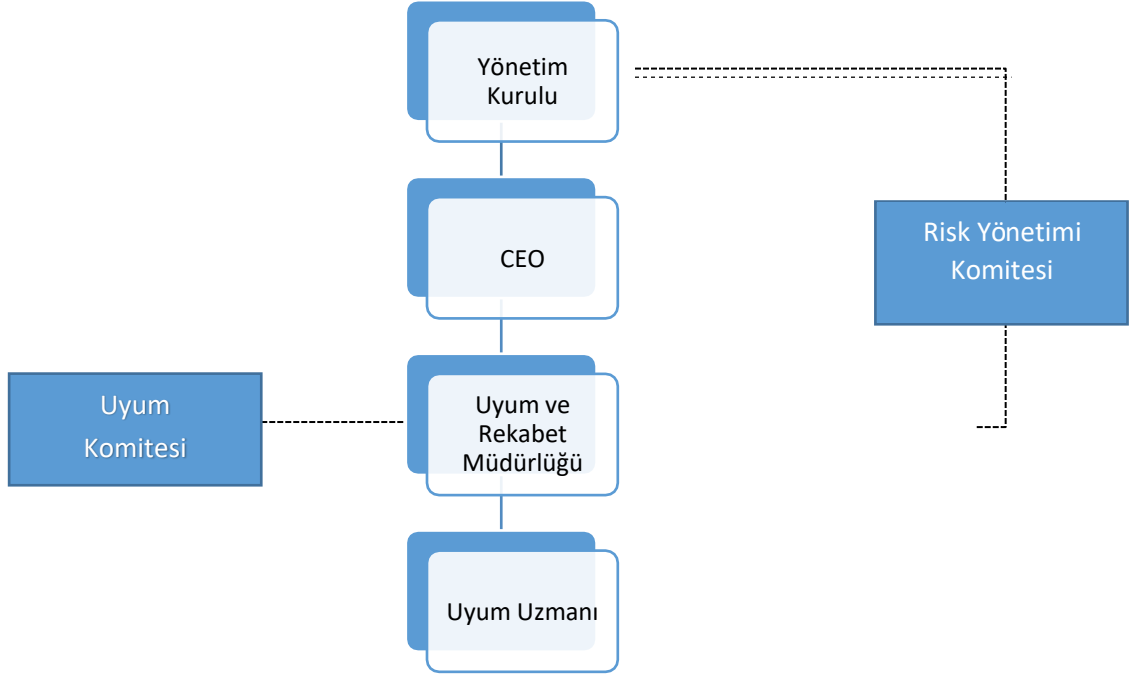 Yönetim
Kurulu
CEO
Risk Yönetimi
Komitesi
Uyum
Komitesi
Uyum ve
Rekabet
Müdürlüğü
Uyum Uzmanı